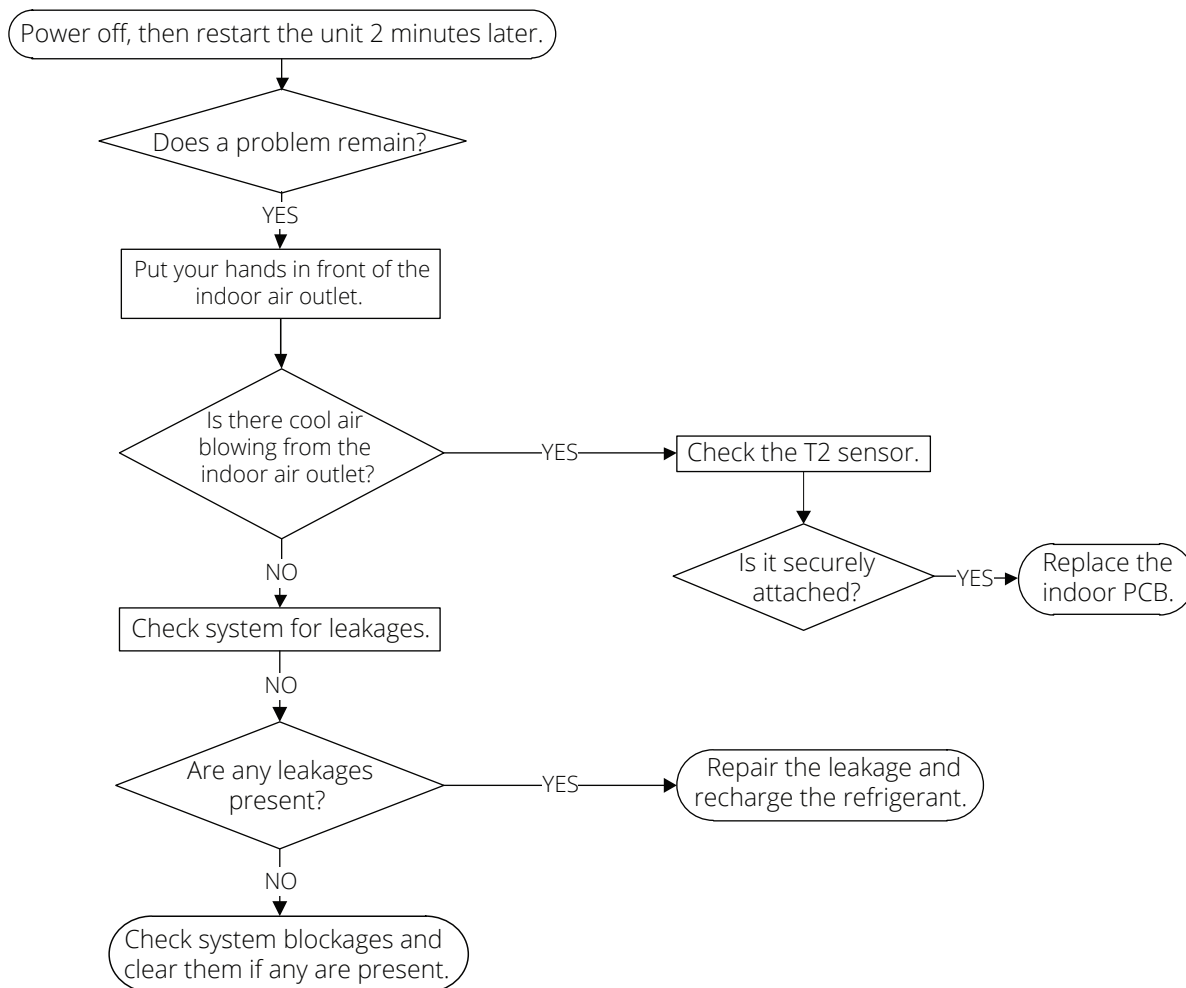 Power off, then restart the unit 2 minutes later.
Does a problem remain?
YES
Put your hands in front of the
indoor air outlet.
Is there cool air
blowing from the
indoor air outlet?
YES
Check the T2 sensor.
Is it securely
attached?
YES
Replace the
indoor PCB.
NO
Check system for leakages.
NO
Are any leakages
present?
YES
Repair the leakage and
recharge the refrigerant.
NO
Check system blockages and
clear them if any are present.